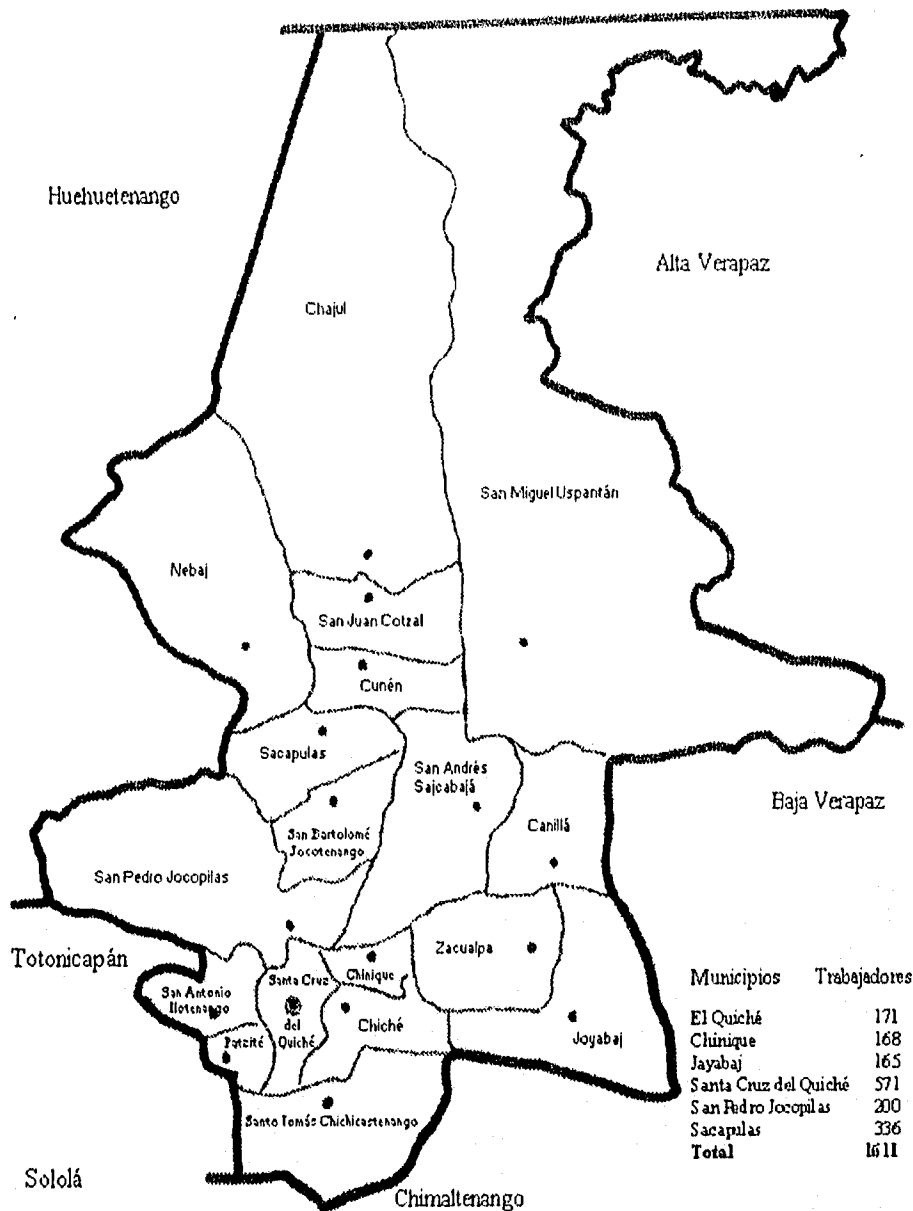 Huehuetenango
Alta Verapaz
Chajul
San Miguel Uspantán
Nebaj
San Juan Cotzal
Cunén
Sacapulas
San Andrés
Sajcabajá
Baja Verapaz
Canillá
San Bartolomé
Jocotenango
San Pedro Jocopilas
Totonicapán
Zacualpa
Santa Cruz
del
Quiché
Chinique
San Antonio
Ilotenango
Chiché
Joyabaj
Patzité
Santo Tomás Chichicastenango
Sololá
Chimaltenango
Municipios Trabajadores
El Quiché 171
Chinique 168
Jayabaj 165
Santa Cruz del Quiché 571
San Pedro Jocopilas 200
Sacapulas 336
Total 1611